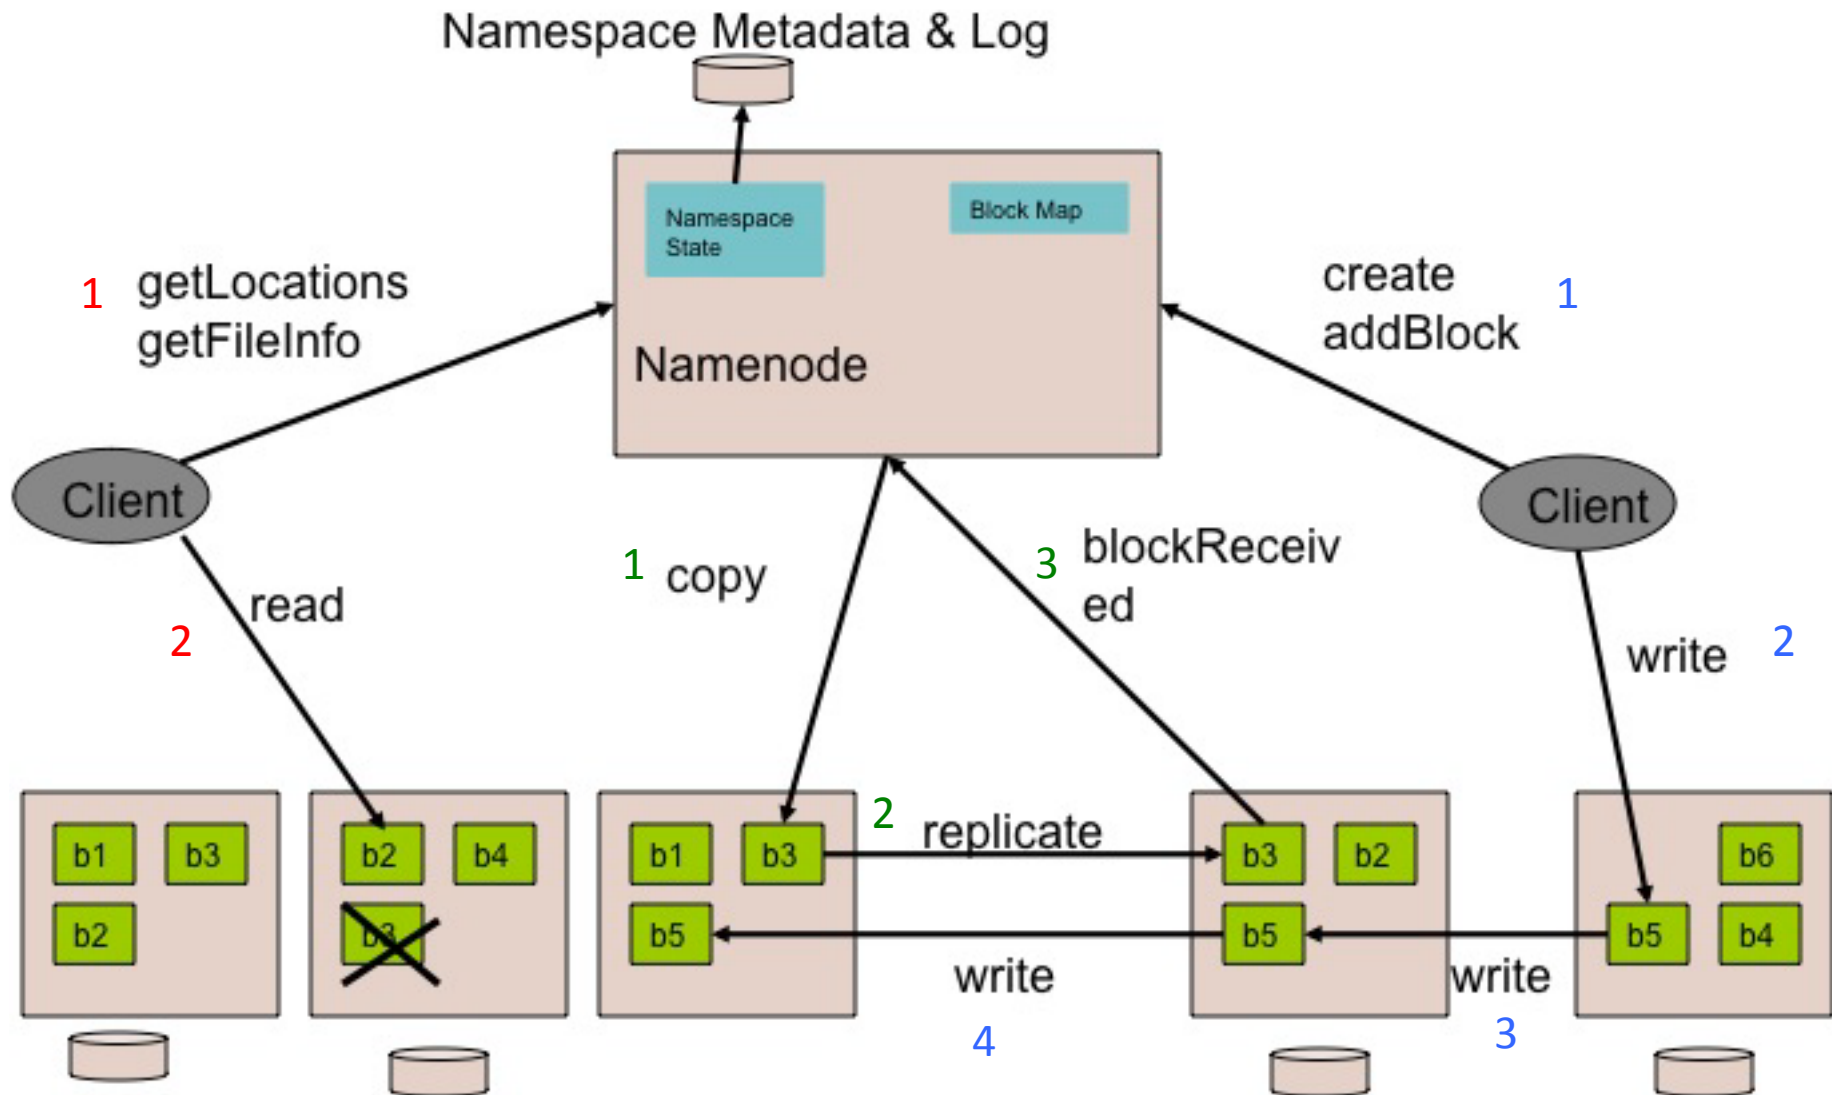 Namespace Metadata & Log
Namespace
State
Block Map
Namenode
1 getLocations
getFileInfo
create 1
addBlock
Client
Client
read
2
1 copy
3 blockReceiv
ed
write 2
b1 b3
b2
b2 b4
b3
b1 b3
b5
2 replicate
b3 b2
b5
b6
b5 b4
write
4
write
3